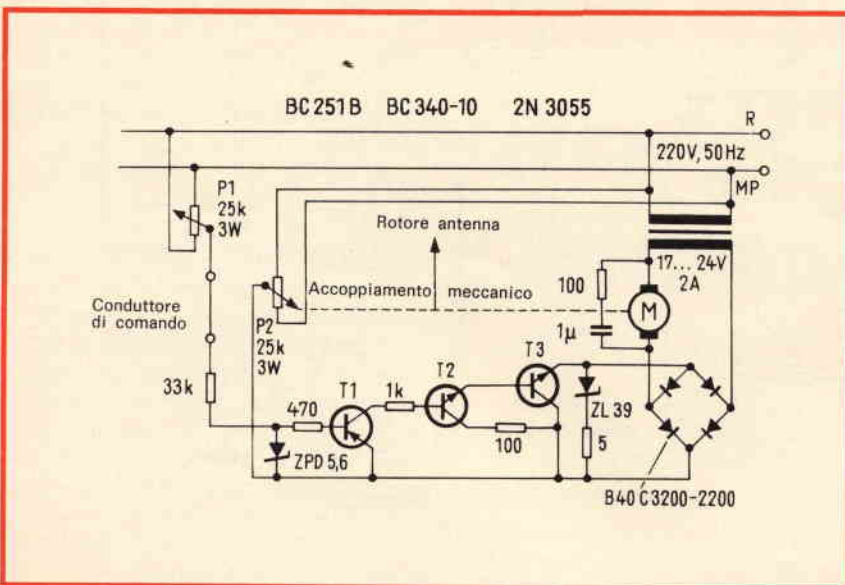 BC 251 B BC 340-10 2N 3055
R
220V, 50 Hz
MP
P1
25k
3W
Rotore antenna
17... 24V
2A
Accoppiamento meccanico
100
M
1µ
Conduttore
di comando
P2
25k
3W
33k
470
T1
1k
T2
T3
ZL 39
100
5
ZPD 5,6
B40 C 3200-2200